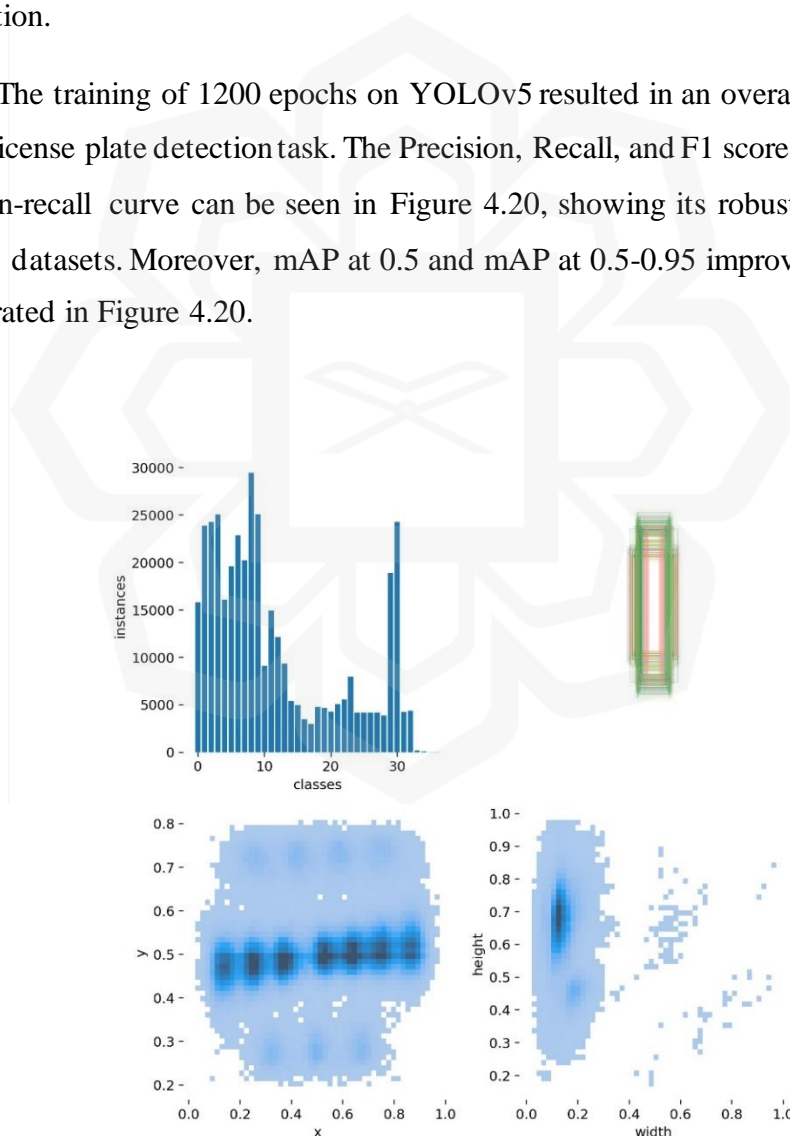 tion.
The training of 1200 epochs on YOLOv5 resulted in an overa
icense plate detection task. The Precision, Recall, and F1 score
n-recall curve can be seen in Figure 4.20, showing its robust
datasets. Moreover, mAP at 0.5 and mAP at 0.5-0.95 improv
rated in Figure 4.20.
30000
25000
20000
15000
10000
5000
0
instances
0 10 20 30
classes
0.8
0.7
0.6
0.5
0.4
0.3
0.2
y
0.0 0.2 0.4 0.6 0.8 1.0
x
1.0
0.9
0.8
0.7
0.6
0.5
0.4
0.3
0.2
height
0.0 0.2 0.4 0.6 0.8 1.0
width